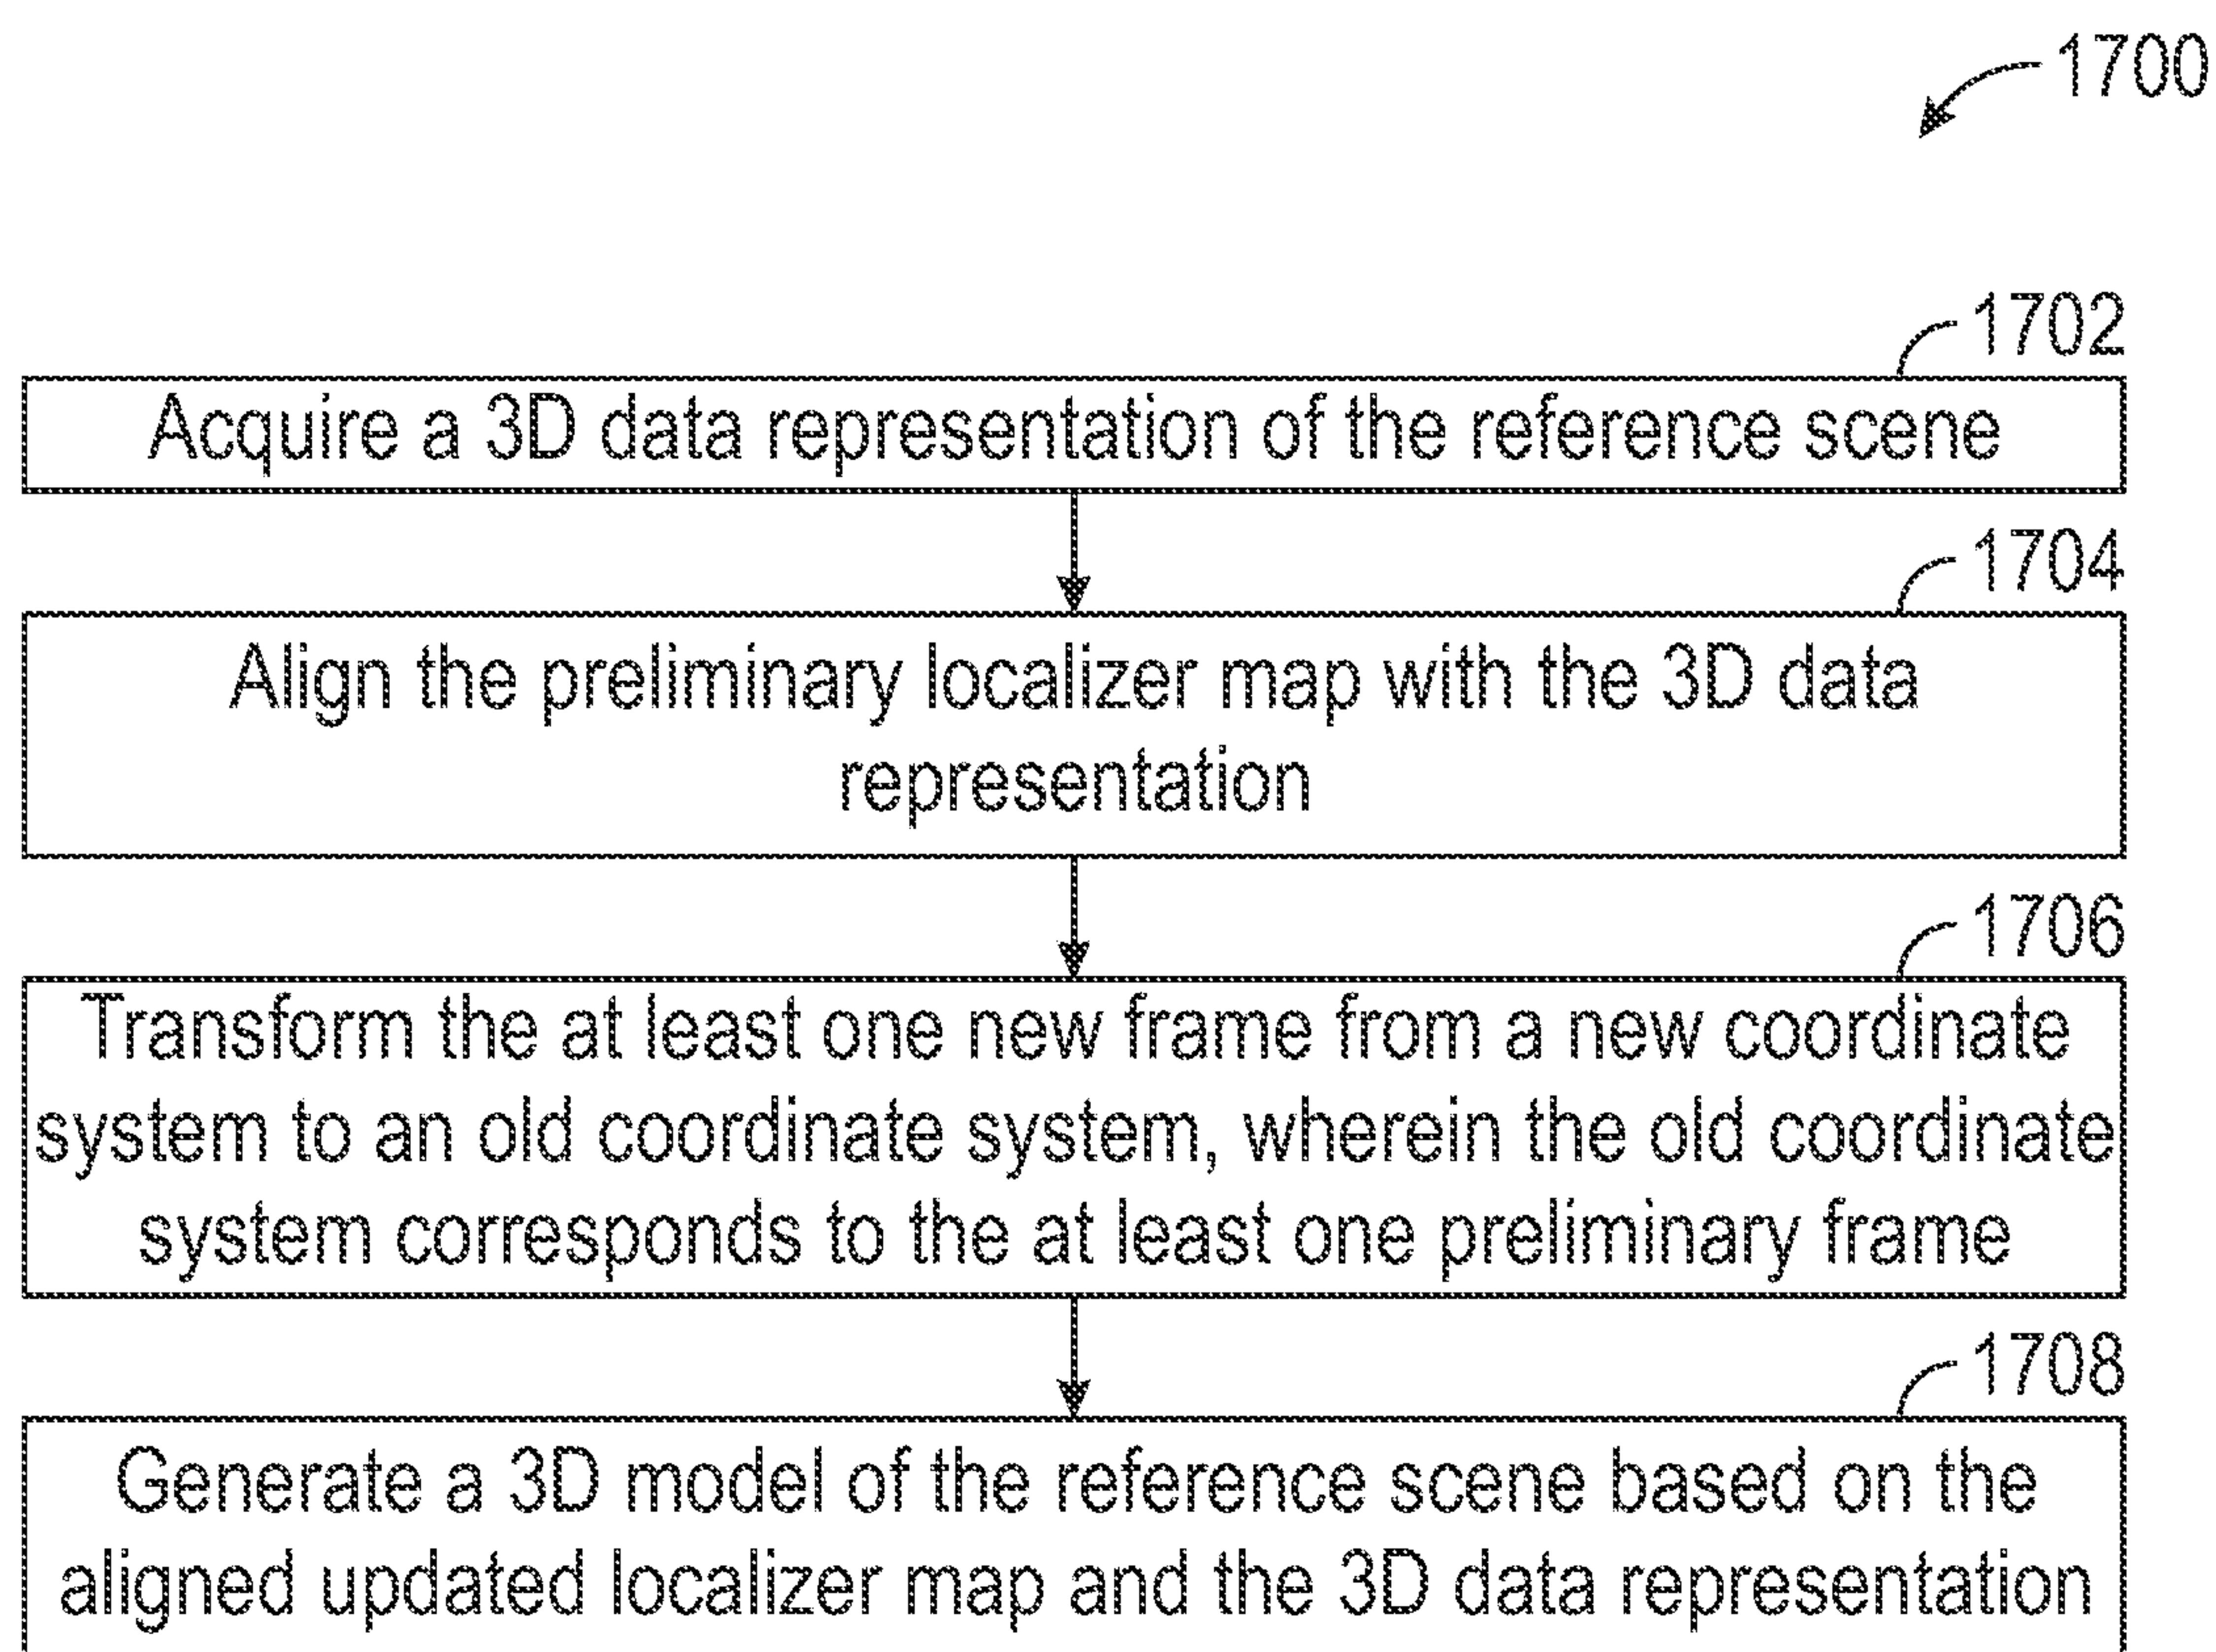 1700
1702
Acquire a 3D data representation of the reference scene
1704
Align the preliminary localizer map with the 3D data
representation
1706
Transform the at least one new frame from a new coordinate
system to an old coordinate system, wherein the old coordinate
system corresponds to the at least one preliminary frame
1708
Generate a 3D model of the reference scene based on the
aligned updated localizer map and the 3D data representation